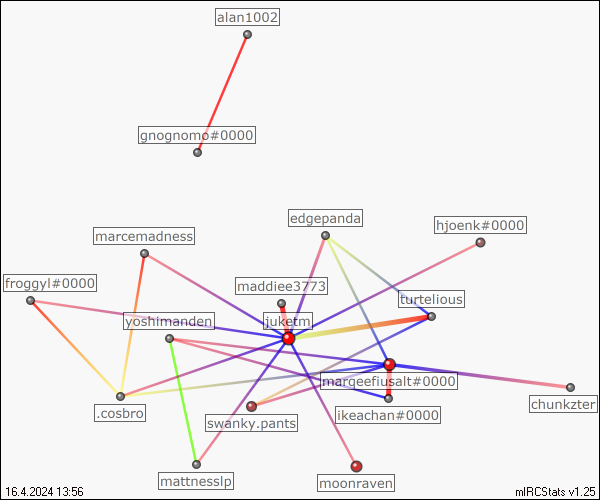 alan1002
gnognomo#0000
edgepanda
hjoenk#0000
marcemadness
froggyl#0000
maddiee3773
turtelious
yoshimanden
juketm
marqeefiusalt#0000
.cosbro
swanky.pants
ikeachan#0000
chunkzter
mattnesslp
moonraven
16.4.2024 13:56
mIRCStats v1.25